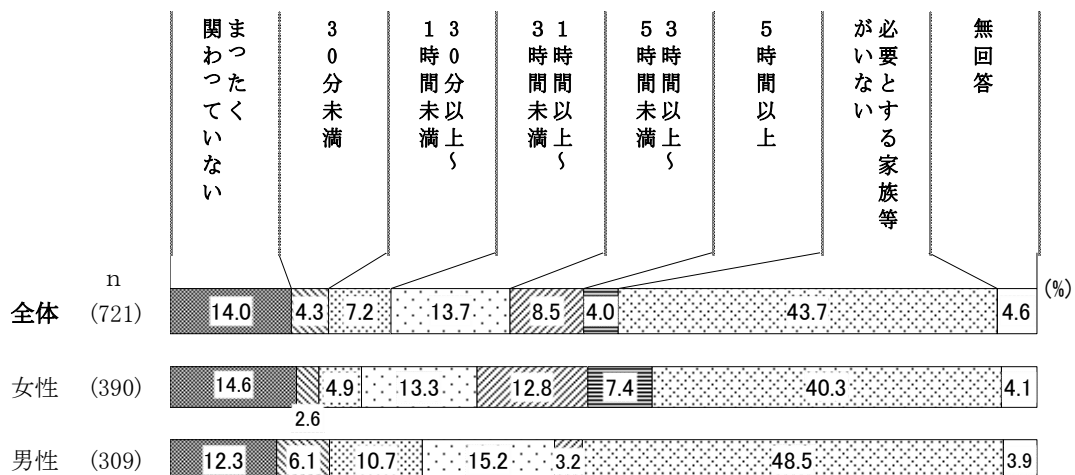 まったく
関わっていない
30分未満
30分以上～
1時間未満
1時間以上～
3時間未満
3時間以上～
5時間未満
5時間以上
必要とする家族等
がいない
無回答
n
(%)
全体 (721) 14.0 4.3 7.2 13.7 8.5 4.0 43.7 4.6
女性 (390) 14.6 2.6 4.9 13.3 12.8 7.4 40.3 4.1
男性 (309) 12.3 6.1 10.7 15.2 3.2 48.5 3.9